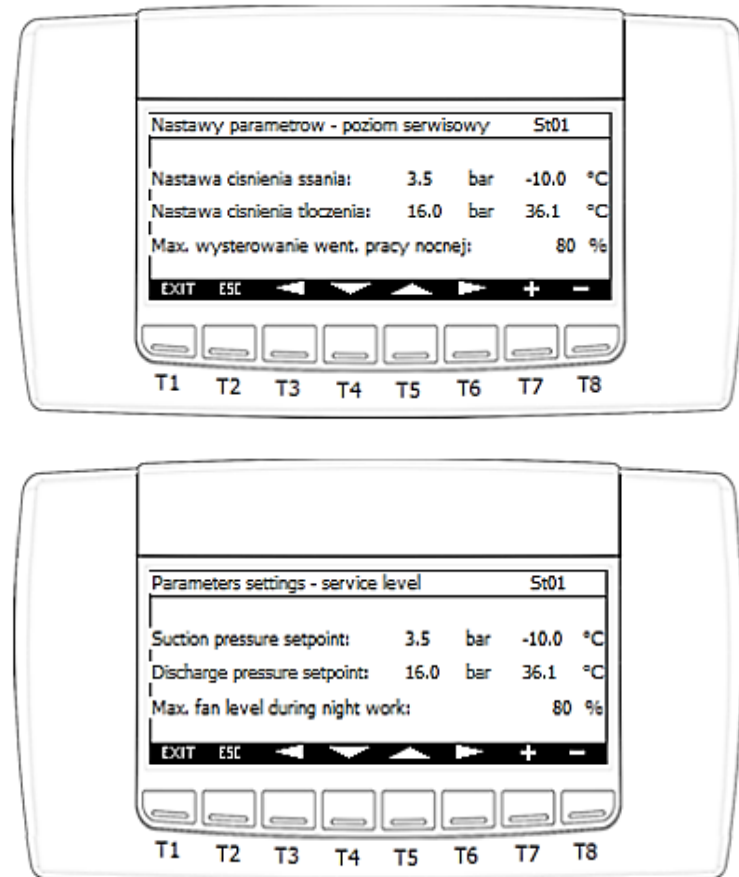 Nastawy parametrow - poziom serwisowy St01
Nastawa cisnienia ssania: 3.5 bar -10.0 °C
Nastawa cisnienia tloczenia: 16.0 bar 36.1 °C
Max. wysterowanie went. pracy nocnej: 80 %
EXIT ESC + -
T1 T2 T3 T4 T5 T6 T7 T8
Parameters settings - service level St01
Suction pressure setpoint: 3.5 bar -10.0 °C
Discharge pressure setpoint: 16.0 bar 36.1 °C
Max. fan level during night work: 80 %
EXIT ESC + -
T1 T2 T3 T4 T5 T6 T7 T8